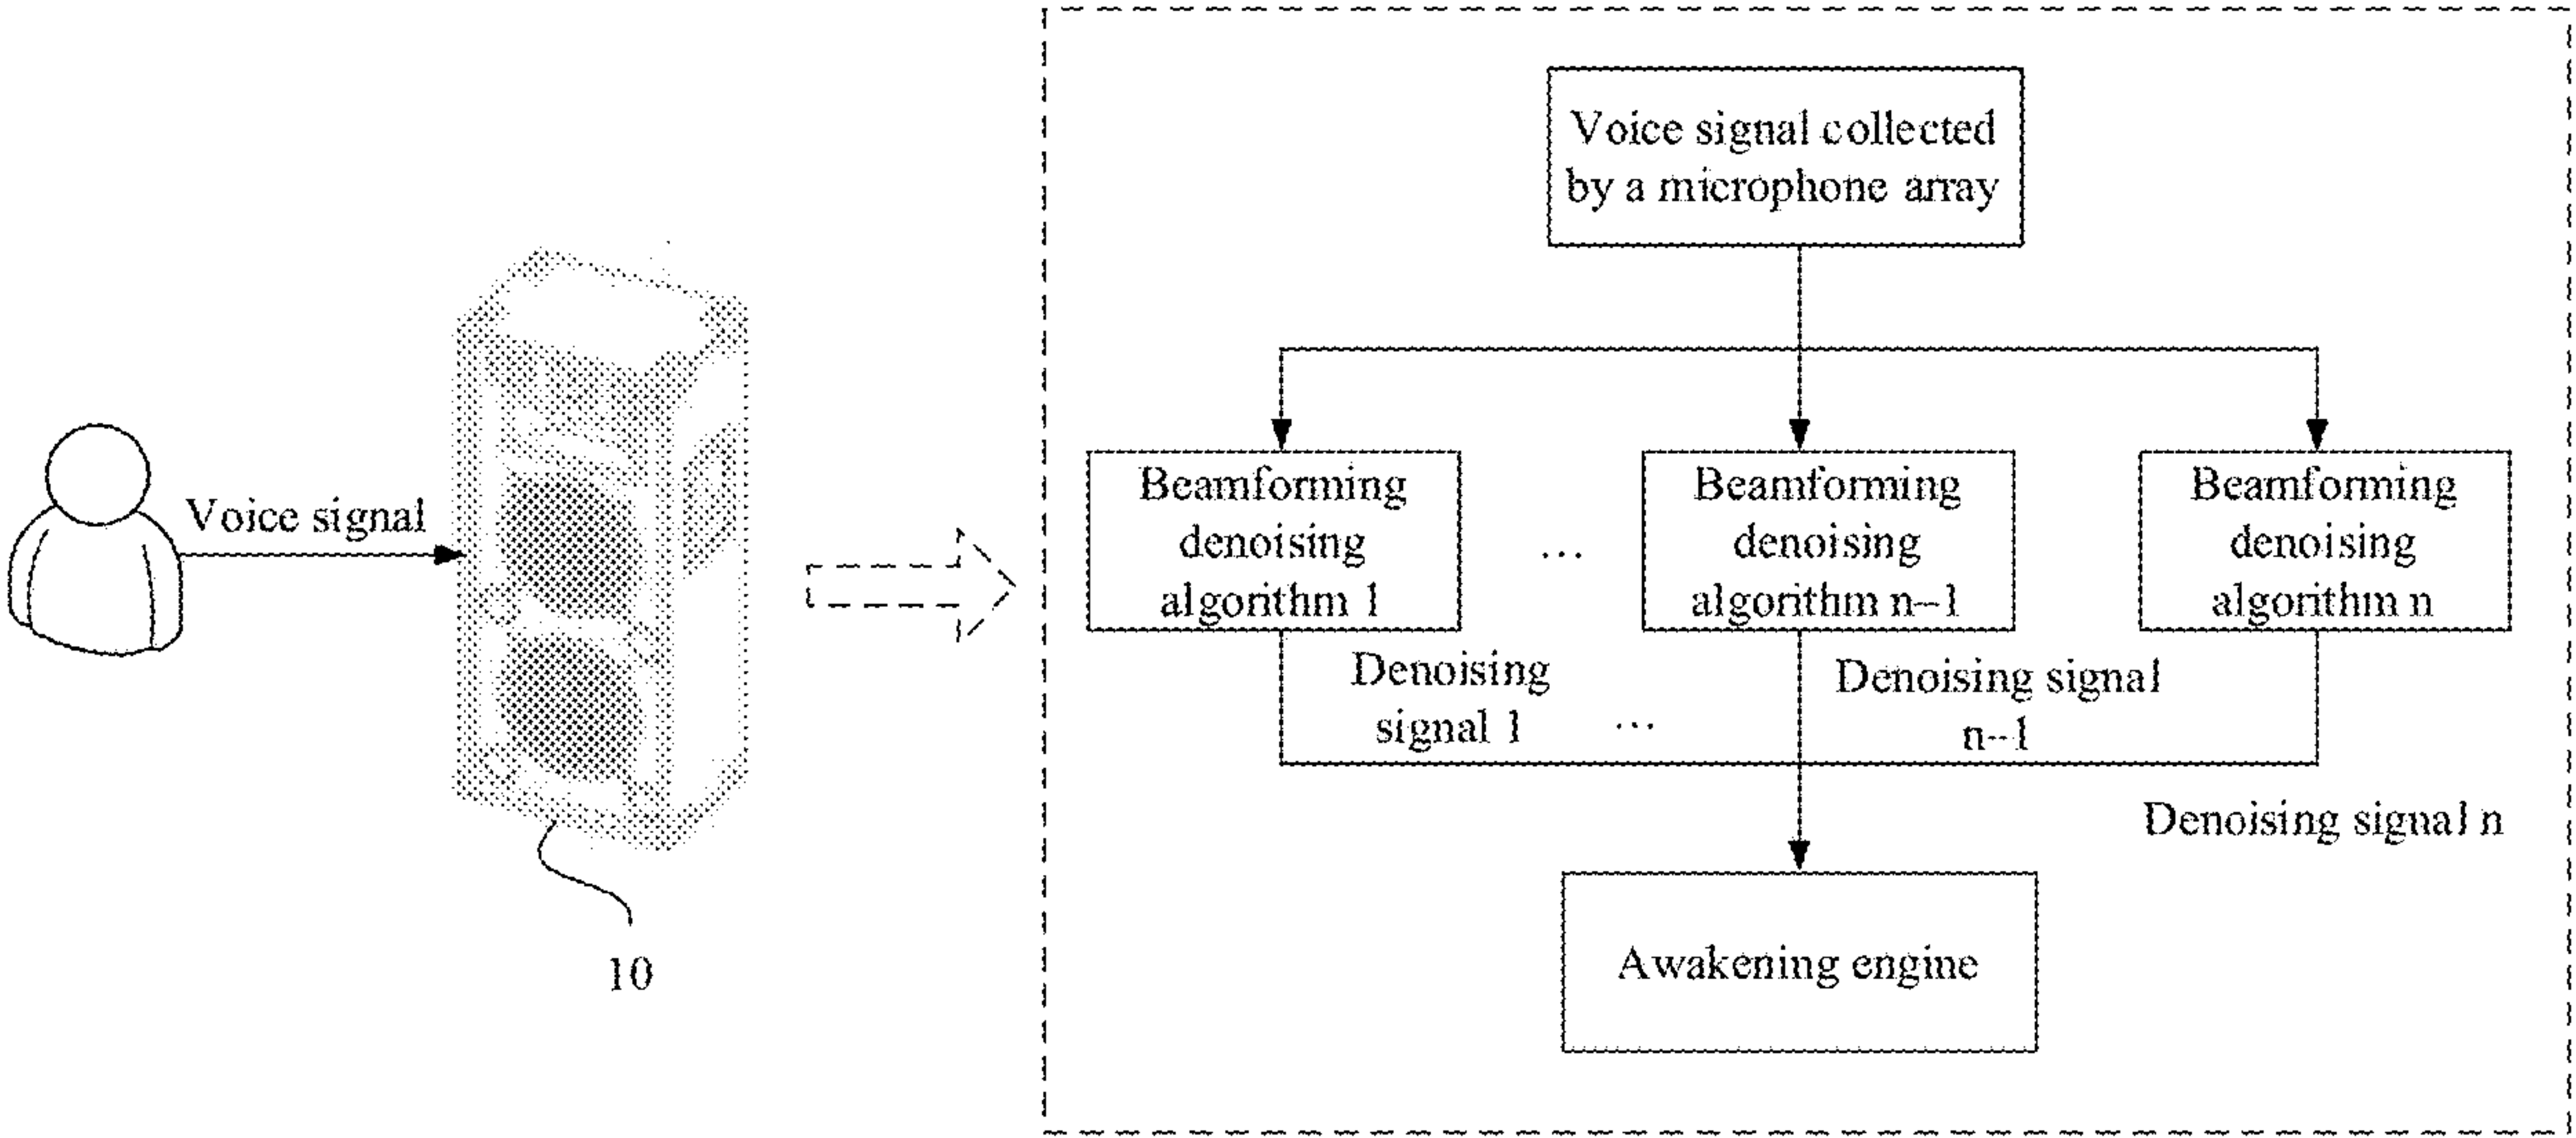 Voice signal
10
Voice signal collected
by a microphone array
Beamforming
denoising
algorithm 1
...
Beamforming
denoising
algorithm n–1
Beamforming
denoising
algorithm n
Denoising
signal 1
...
Denoising signal
n–1
Denoising signal n
Awakening engine